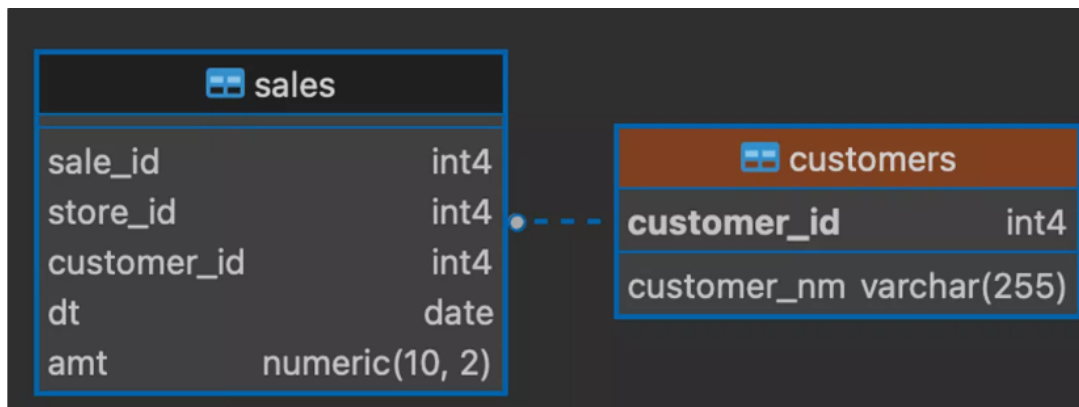 sales
sale_id int4
store_id int4
customer_id int4
dt date
amt numeric(10, 2)
customers
customer_id int4
customer_nm varchar(255)